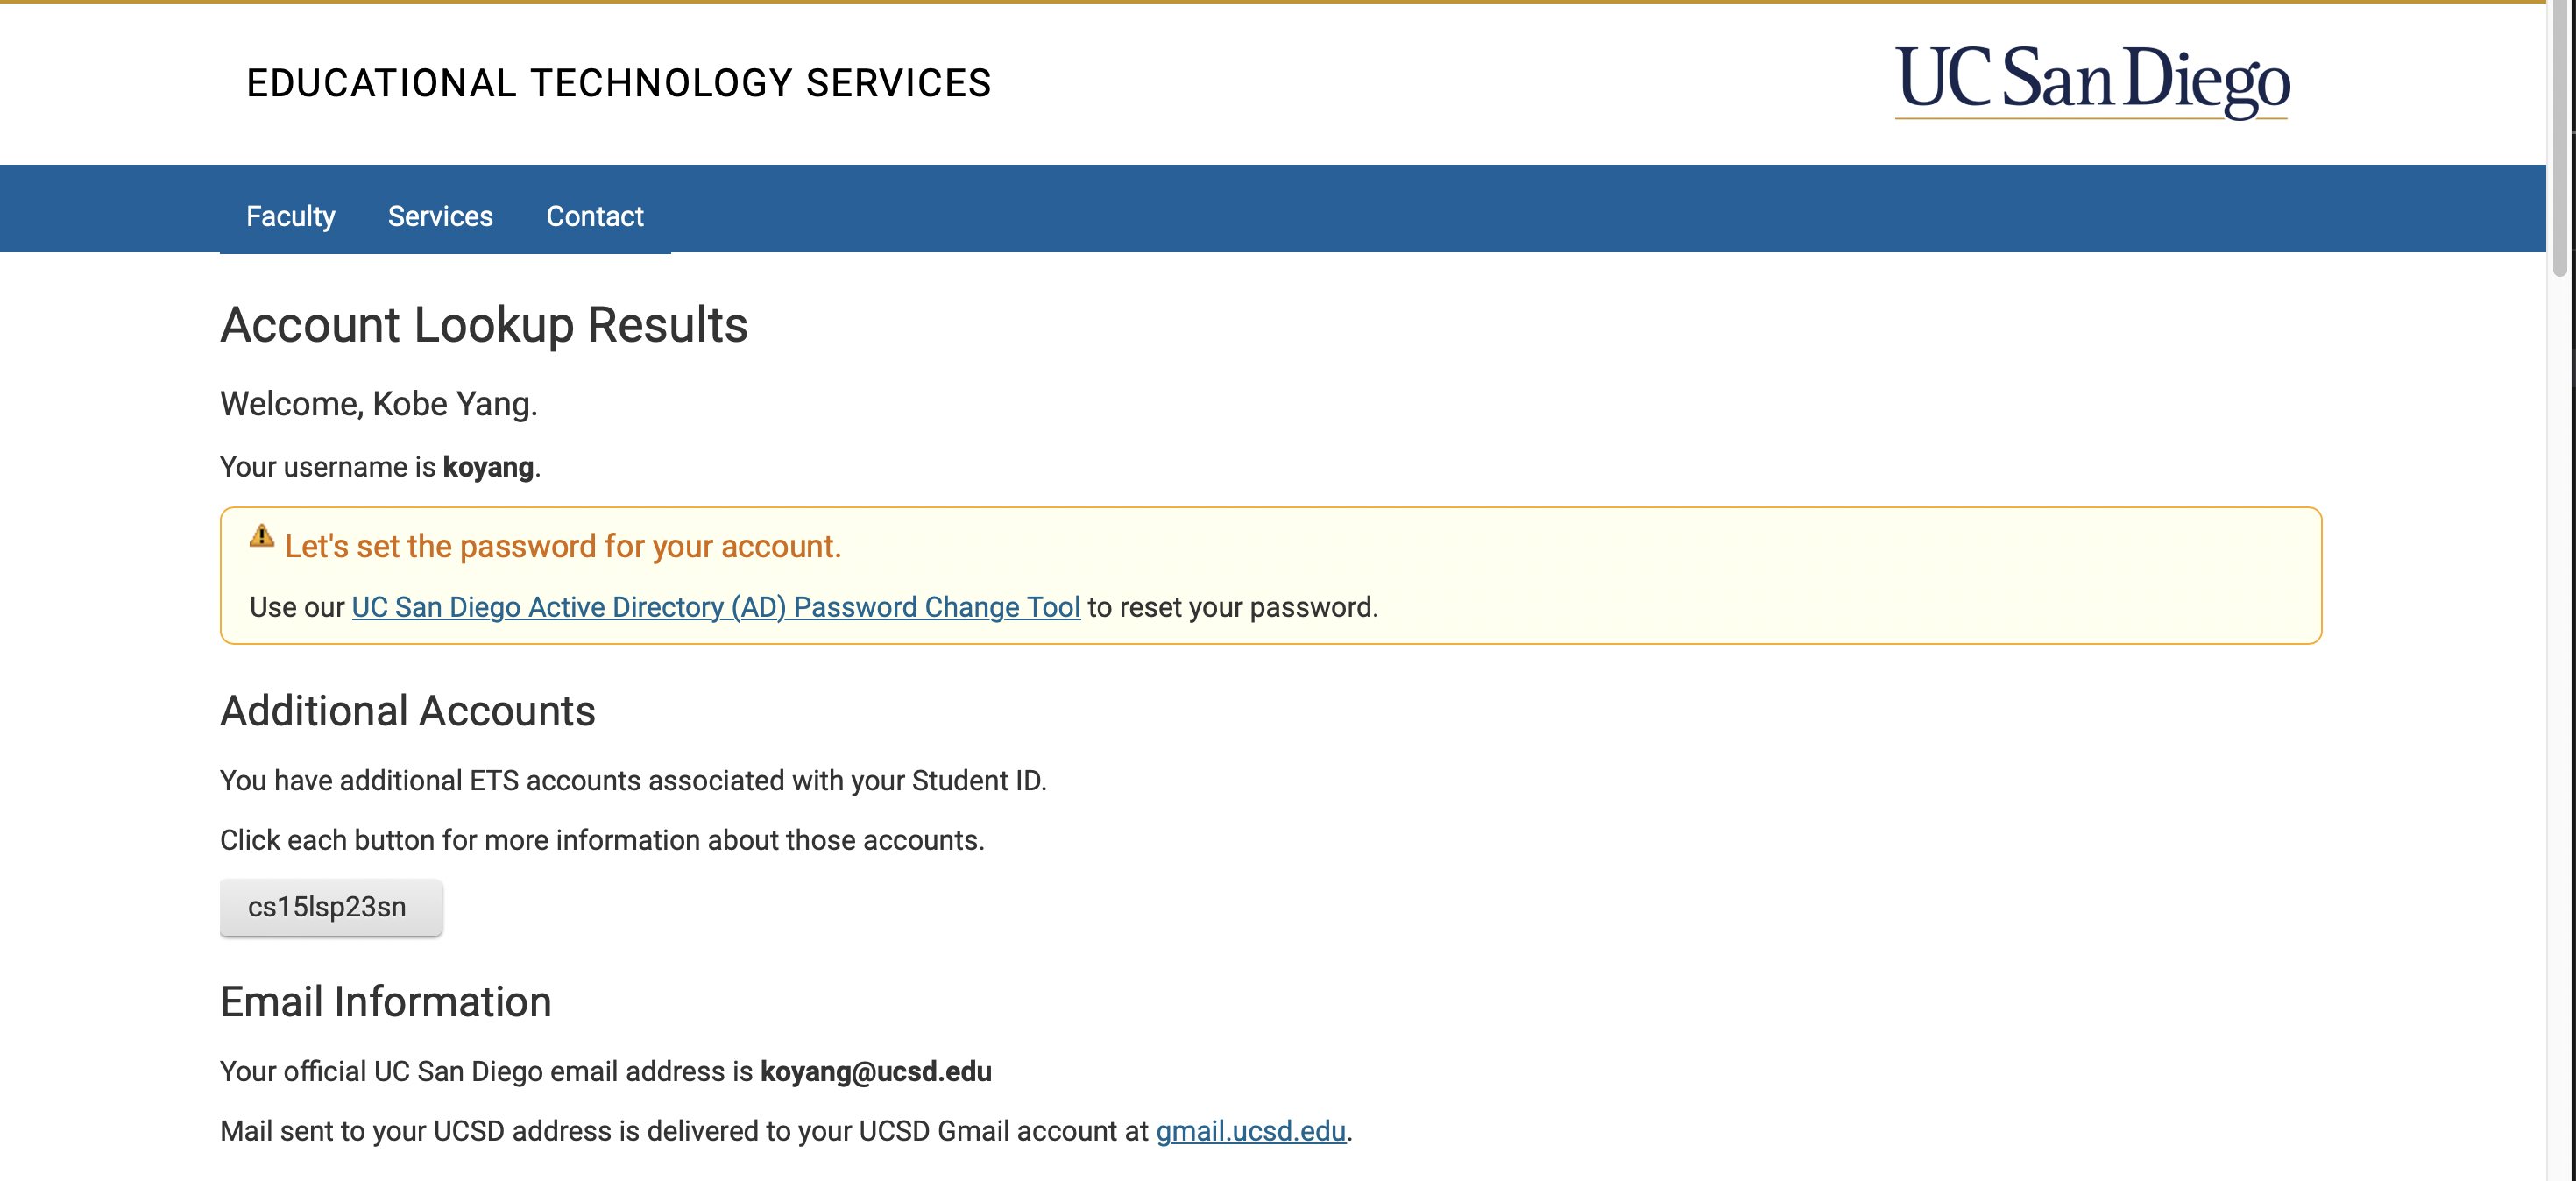 EDUCATIONAL TECHNOLOGY SERVICES
UC San Diego
Faculty Services Contact
Account Lookup Results
Welcome, Kobe Yang.
Your username is koyang.
Let's set the password for your account.
Use our UC San Diego Active Directory (AD) Password Change Tool to reset your password.
Additional Accounts
You have additional ETS accounts associated with your Student ID.
Click each button for more information about those accounts.
cs15lsp23sn
Email Information
Your official UC San Diego email address is koyang@ucsd.edu
Mail sent to your UCSD address is delivered to your UCSD Gmail account at gmail.ucsd.edu.